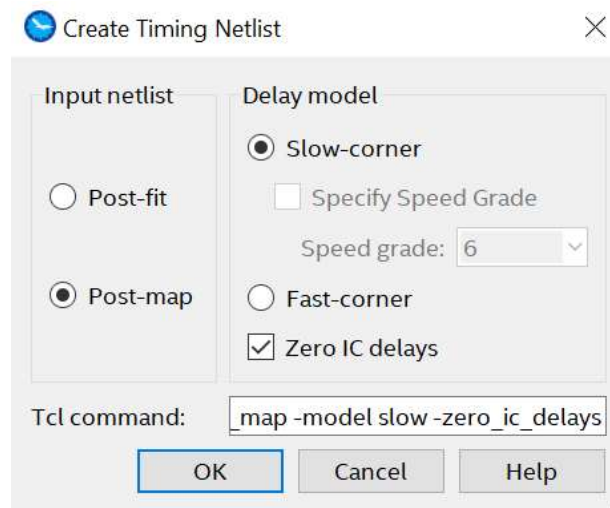 Create Timing Netlist
Input netlist
Delay model
Post-fit
Post-map
Slow-corner
Specify Speed Grade
Speed grade: 6
Fast-corner
Zero IC delays
Tcl command: _map -model slow -zero_ic_delays
OK Cancel Help